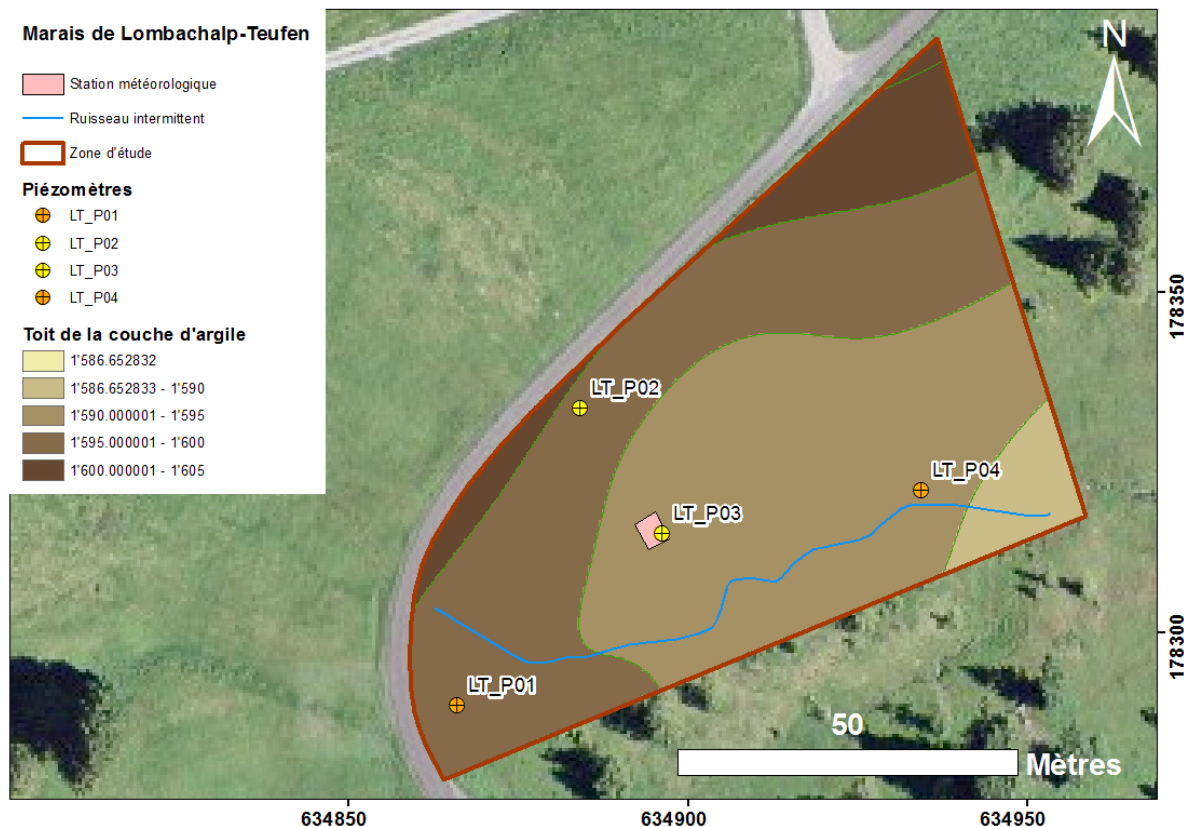 Marais de Lombachalp-Teufen
Station météorologique
Ruisseau intermittent
Zone d'étude
Piézomètres
LT_P01
LT_P02
LT_P03
LT_P04
Toit de la couche d'argile
1'586.652832
1'586.652833 - 1'590
1'590.000001 - 1'595
1'595.000001 - 1'600
1'600.000001 - 1'605
N
178350
LT_P02
LT_P04
LT_P03
178300
LT_P01
50
Mètres
634850
634900
634950